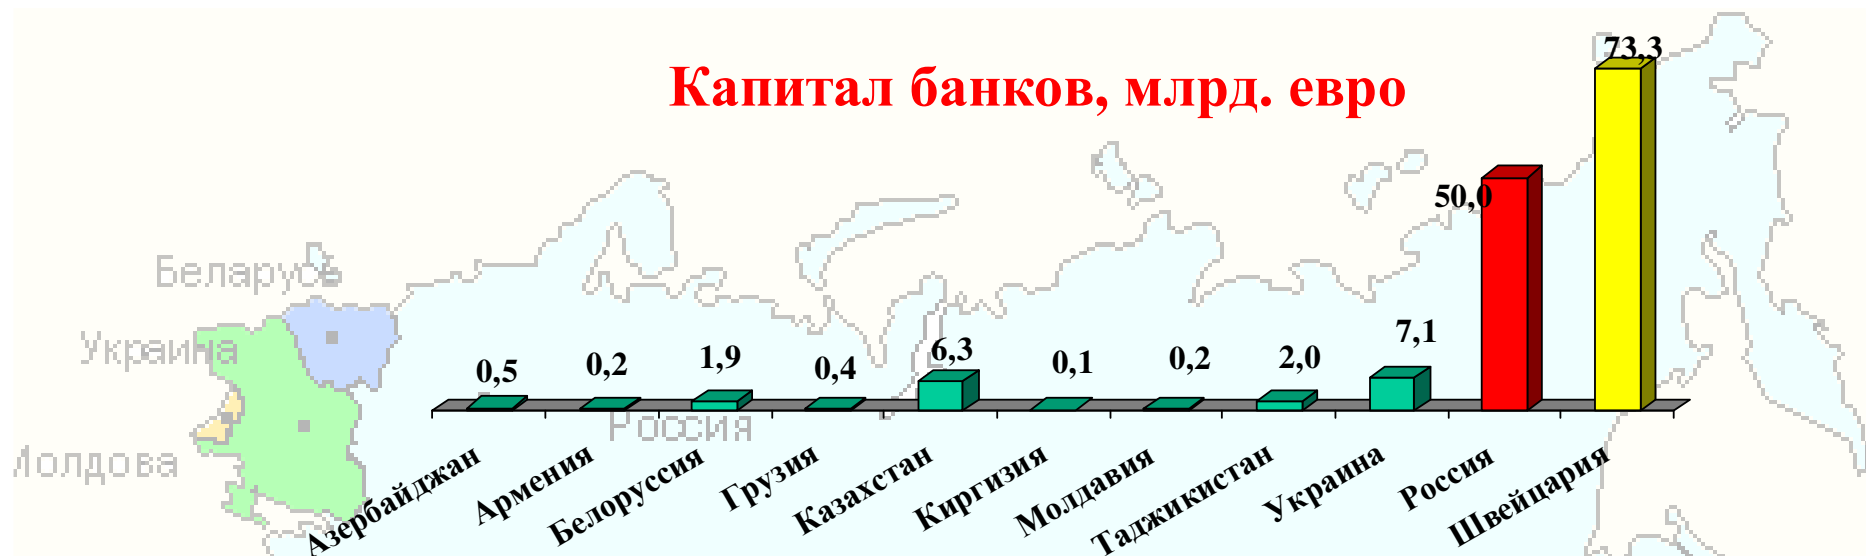 Капитал банков, млрд. евро
73,3
50,0
7,1
2,0
0,2
0,1
6,3
0,4
1,9
0,2
0,5
Беларусь
Украина
Россия
Молдова
Азербайджан
Армения
Белоруссия
Грузия
Казахстан
Киргизия
Молдавия
Таджикистан
Украина
Россия
Швейцария